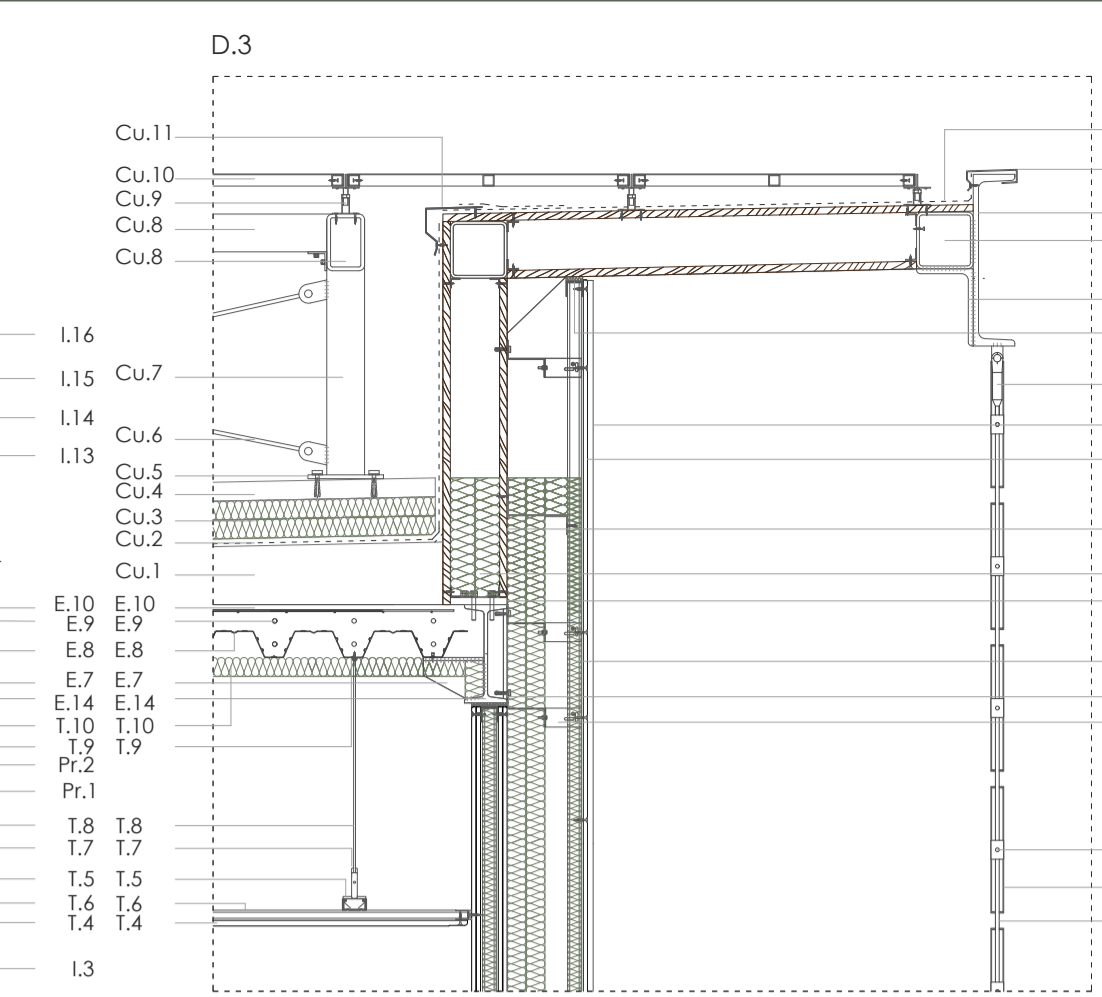 D.3
Cu.11
Cu.10
Cu.9
Cu.8
Cu.8
I.16
I.15 Cu.7
I.14
Cu.6
I.13
Cu.5
Cu.4
Cu.3
Cu.2
Cu.1
E.10 E.10
E.9 E.9
E.8 E.8
E.7 E.7
E.14 E.14
T.10 T.10
T.9 T.9
Pr.2
Pr.1
T.8 T.8
T.7 T.7
T.5 T.5
T.6 T.6
T.4 T.4
I.3